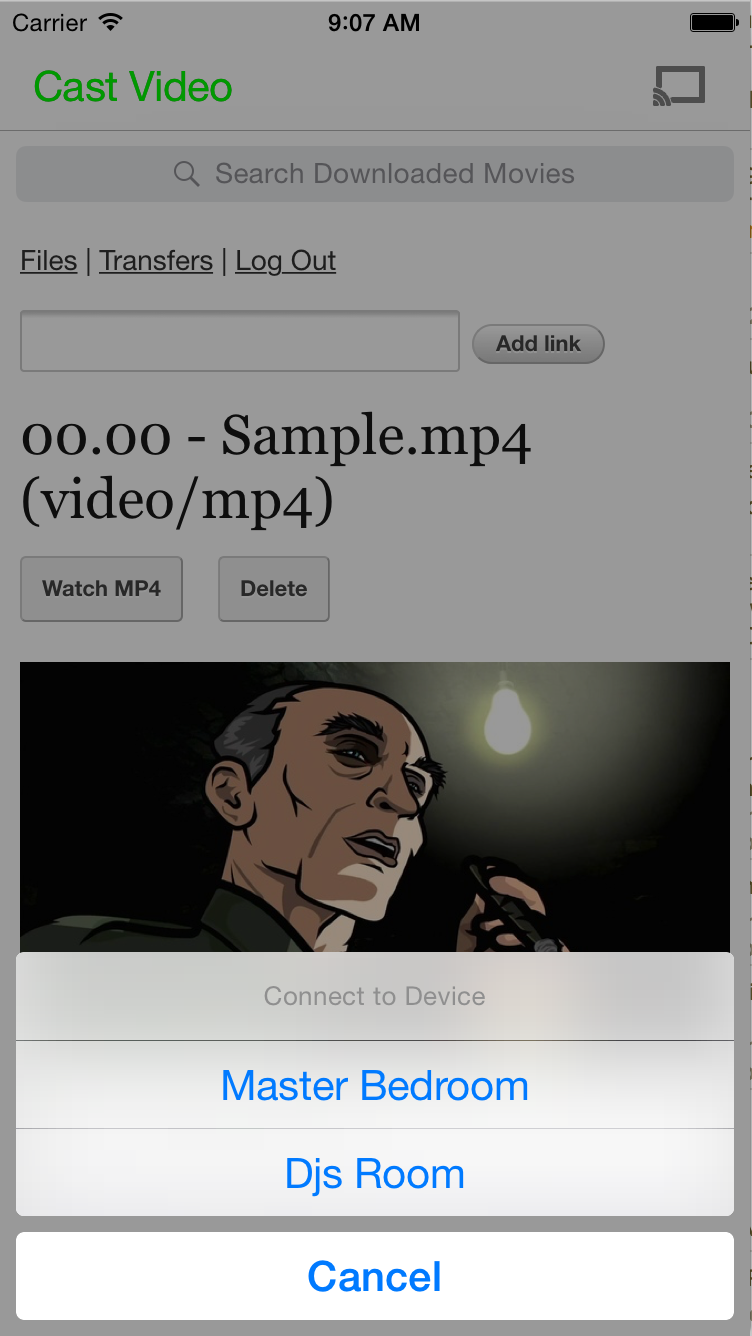 Carrier 9:07 AM
Cast Video
Search Downloaded Movies
Files | Transfers | Log Out
Add link
00.00 - Sample.mp4
(video/mp4)
Watch MP4 Delete
Connect to Device
Master Bedroom
Djs Room
Cancel